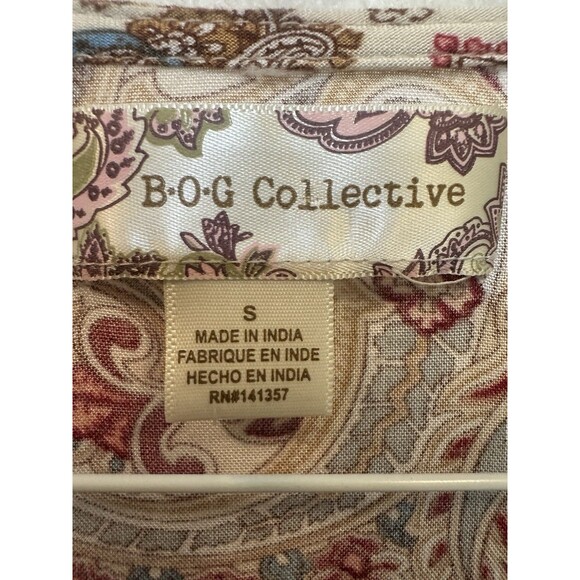 B·O·G Collective
S
MADE IN INDIA
FABRIQUE EN INDE
HECHO EN INDIA
RN#141357